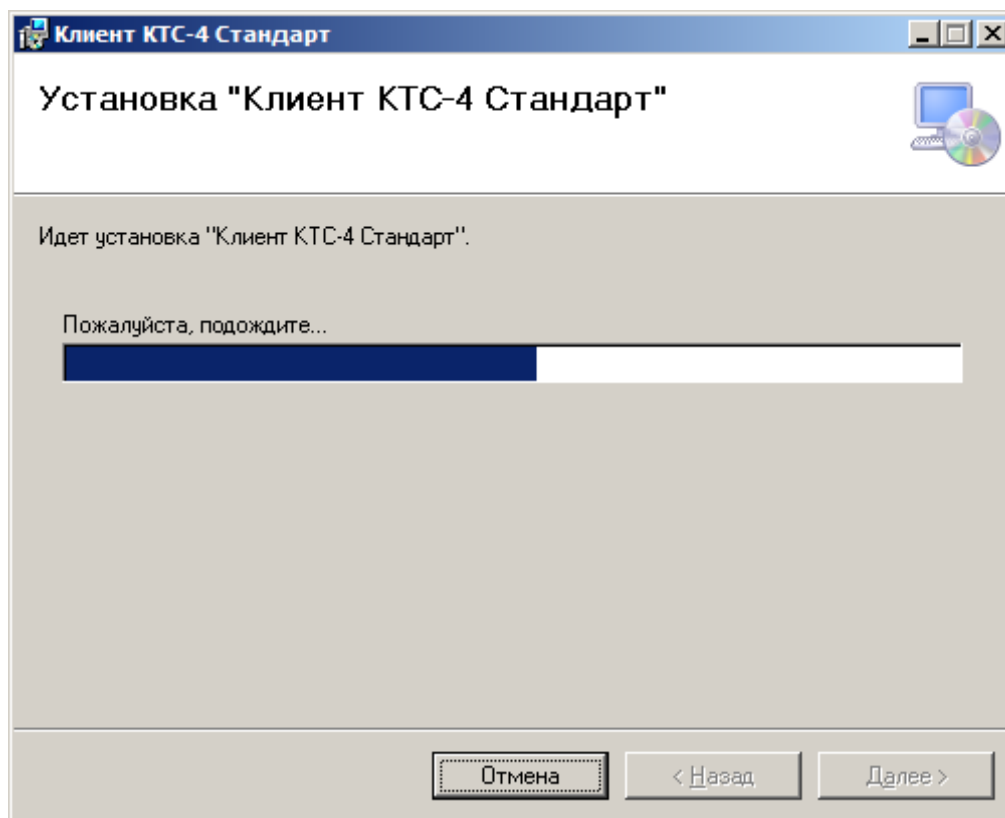 Клиент КТС-4 Стандарт
Установка "Клиент КТС-4 Стандарт"
Идет установка "Клиент КТС-4 Стандарт".
Пожалуйста, подождите...
Отмена
< Назад
Далее >